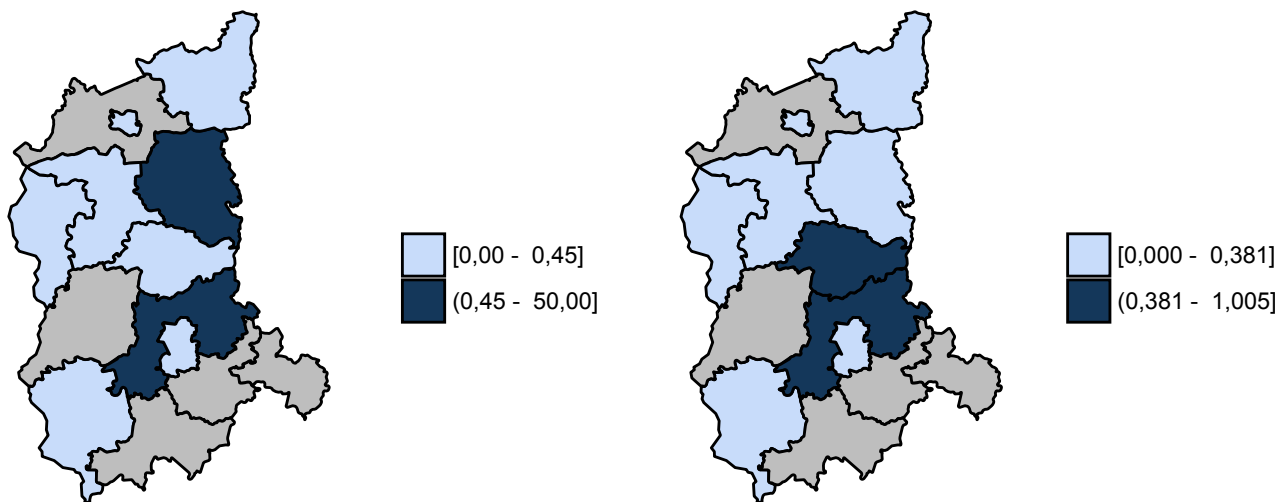 [0,00 - 0,45]
(0,45 - 50,00]
[0,000 - 0,381]
(0,381 - 1,005]